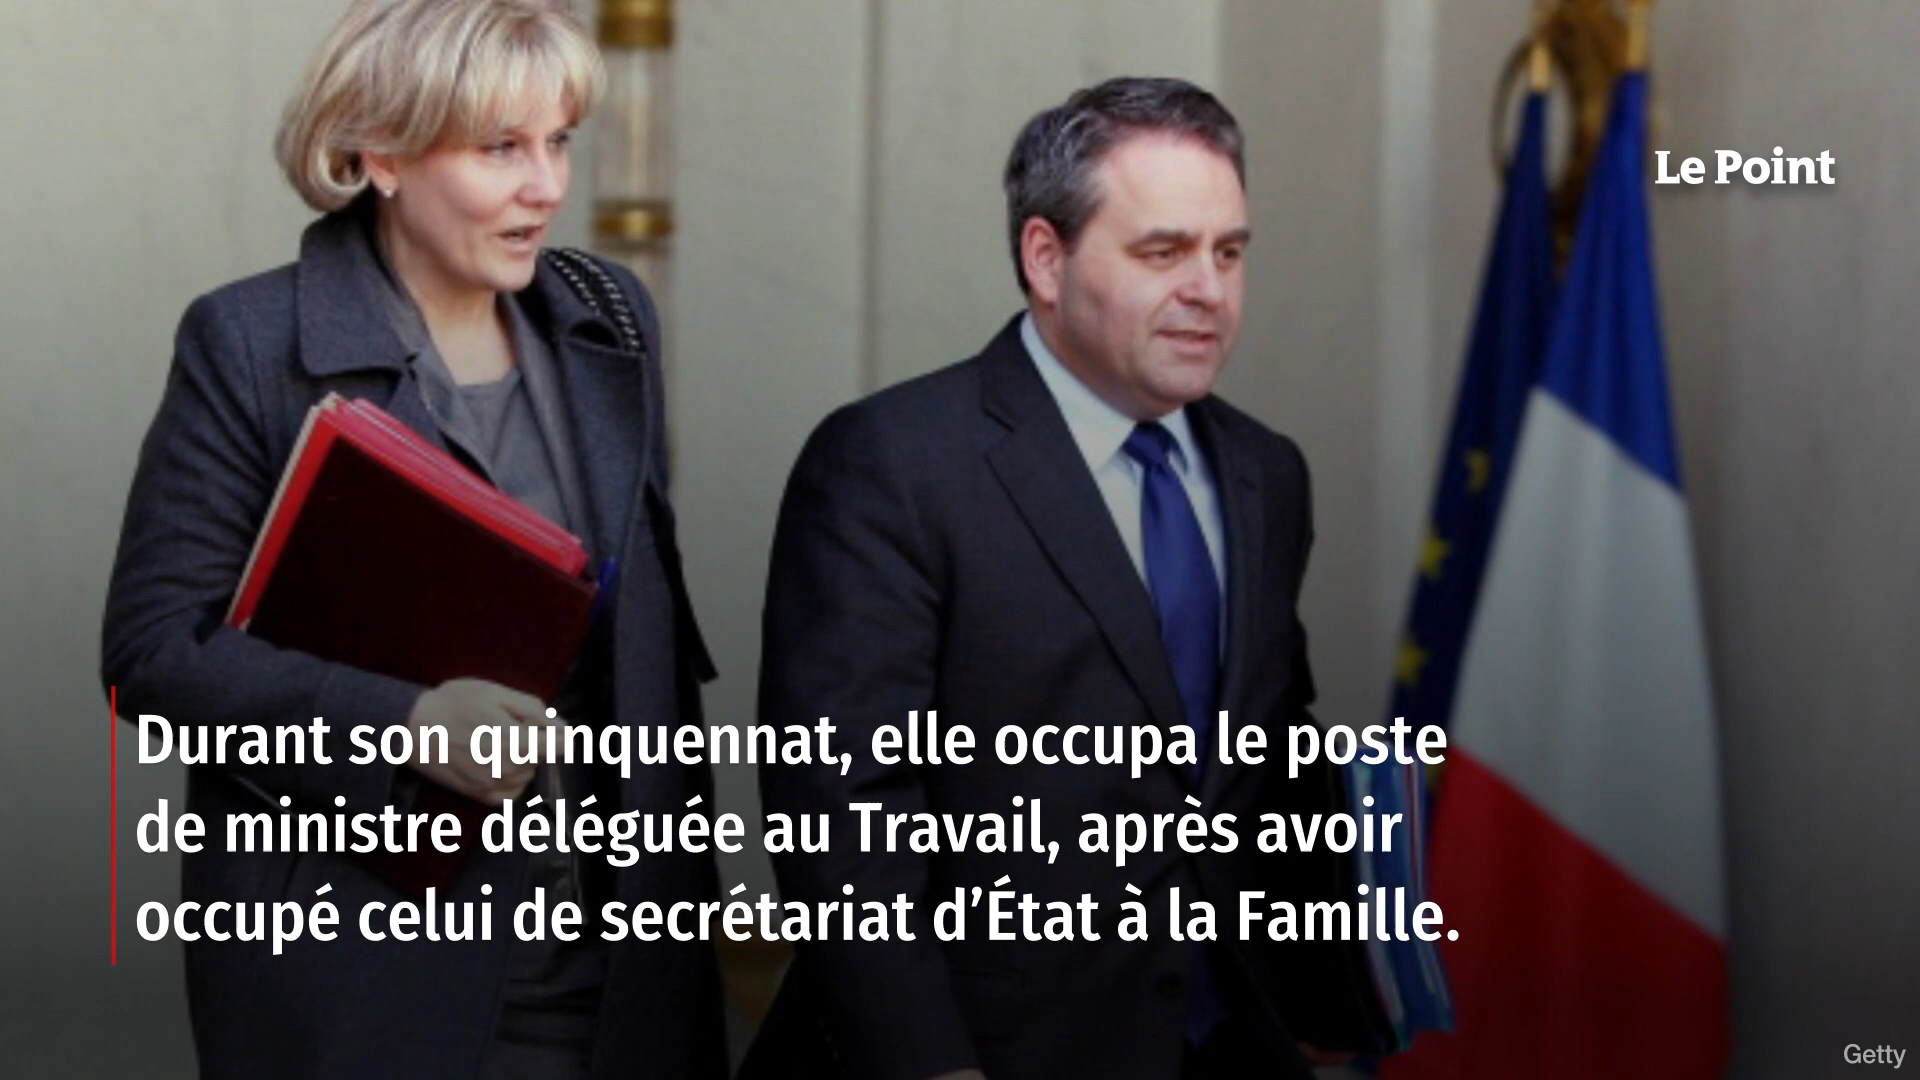 Le Point
Durant son quinquennat, elle occupa le poste
de ministre déléguée au Travail, après avoir
occupé celui de secrétariat d’État à la Famille.
Getty